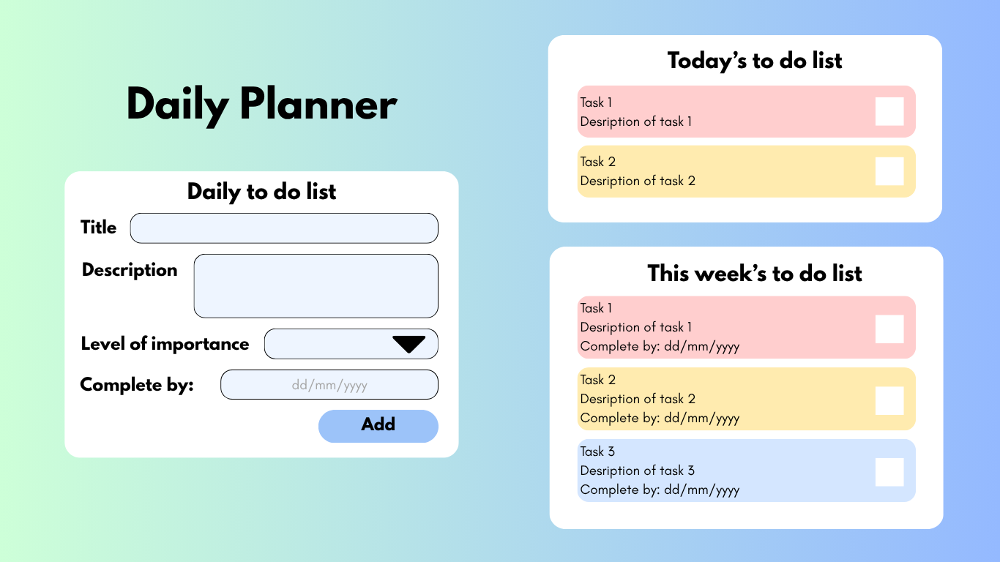 Daily Planner
Daily to do list
Title
Description
Level of importance
Complete by:
dd/mm/yyyy
Add
Today's to do list
Task 1
Desription of task 1
Task 2
Desription of task 2
This week's to do list
Task 1
Desription of task 1
Complete by: dd/mm/yyyy
Task 2
Desription of task 2
Complete by: dd/mm/yyyy
Task 3
Desription of task 3
Complete by: dd/mm/yyyy